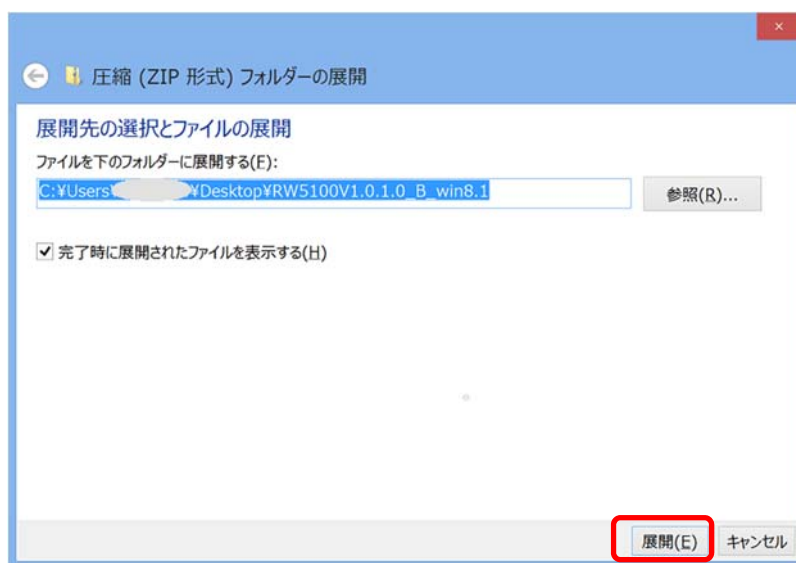 圧縮 (ZIP 形式) フォルダーの展開
展開先の選択とファイルの展開
ファイルを下のフォルダーに展開する(F):
C:¥Users¥ ¥Desktop¥RW5100V1.0.1.0_B_win8.1
参照(R)...
完了時に展開されたファイルを表示する(H)
展開(E) キャンセル